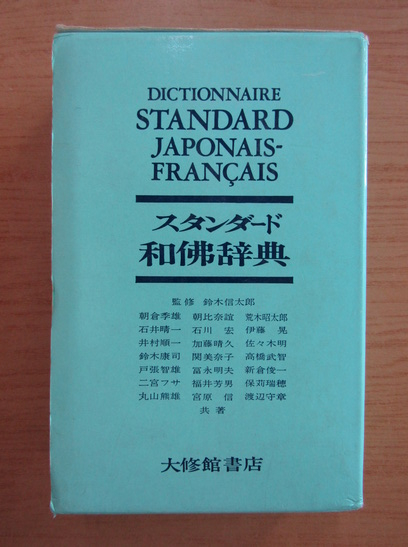 DICTIONNAIRE
STANDARD
JAPONAIS-
FRANÇAIS
スタンダード
和佛辞典
監修 鈴木信太郎
朝倉季雄 朝比奈誼 荒木昭太郎
石井晴一 石川 宏 伊藤 晃
井村順一 加藤晴久 佐々木明
鈴木康司 関美奈子 高橋武智
戸張智雄 冨永明夫 新倉俊一
二宮フサ 福井芳男 保苅瑞穂
丸山熊雄 宮原 信 渡辺守章
共著
大修館書店